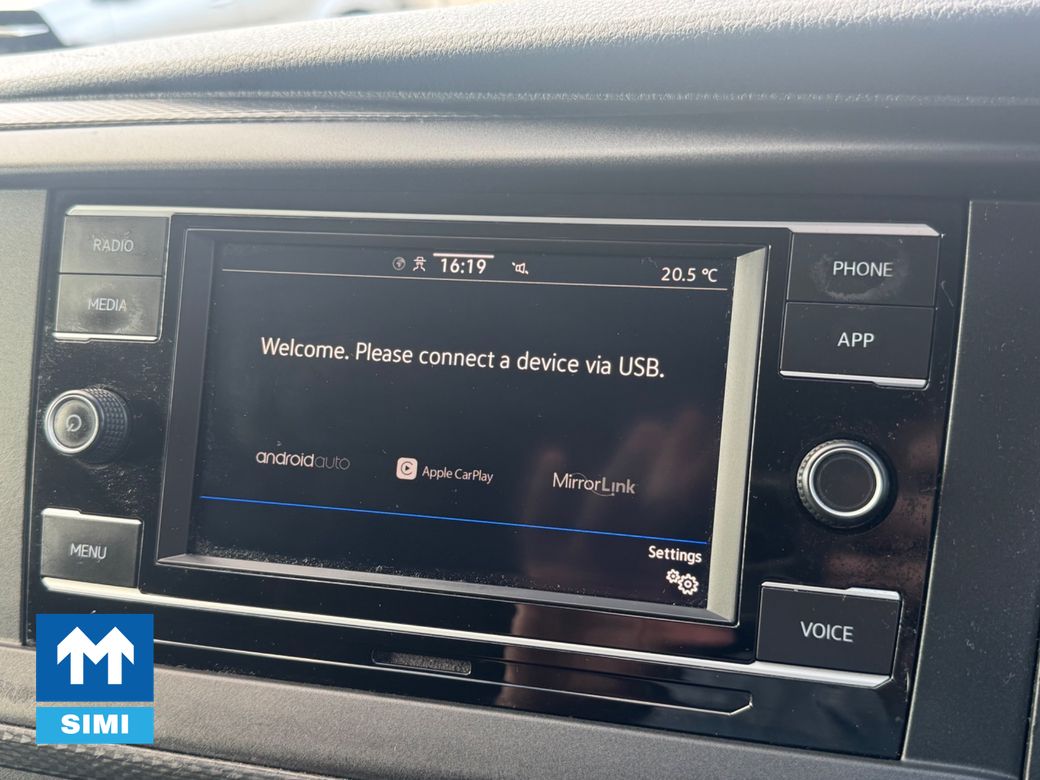 RADIO
MEDIA
MENU
16:19
20.5 °C
Welcome. Please connect a device via USB.
androidauto
Apple CarPlay
MirrorLink
Settings
PHONE
APP
VOICE
SIMI